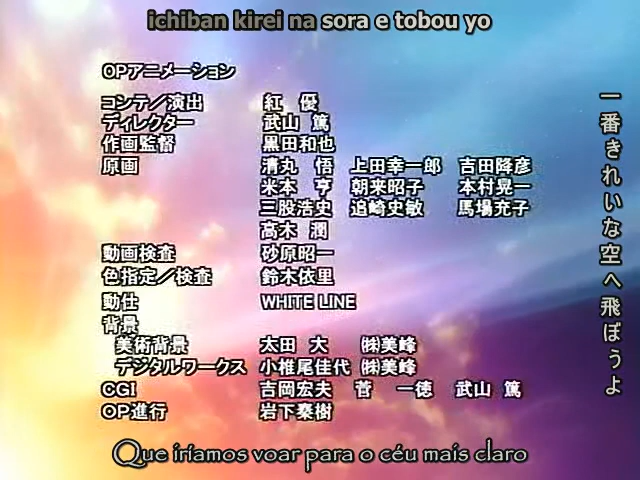 ichiban kirei na sora e tobou yo
OPアニメーション
コンテ／演出 紅 優
ディレクター 武山 篤
作画監督 黒田和也
原画 清丸 悟 上田幸一郎 吉田隆彦
米本 亨 朝来昭子 本村晃一
三股浩史 追崎史敏 馬場充子
高木 潤
動画検査 砂原昭一
色指定／検査 鈴木依里
動仕 WHITE LINE
背景
美術背景 太田 大 ㈱美峰
デジタルワークス 小椎尾佳代 ㈱美峰
CGI 吉岡宏夫 菅 一徳 武山 篤
OP進行 岩下秦樹
一番きれいな空へ飛ぼうよ
Que iríamos voar para o céu mais claro